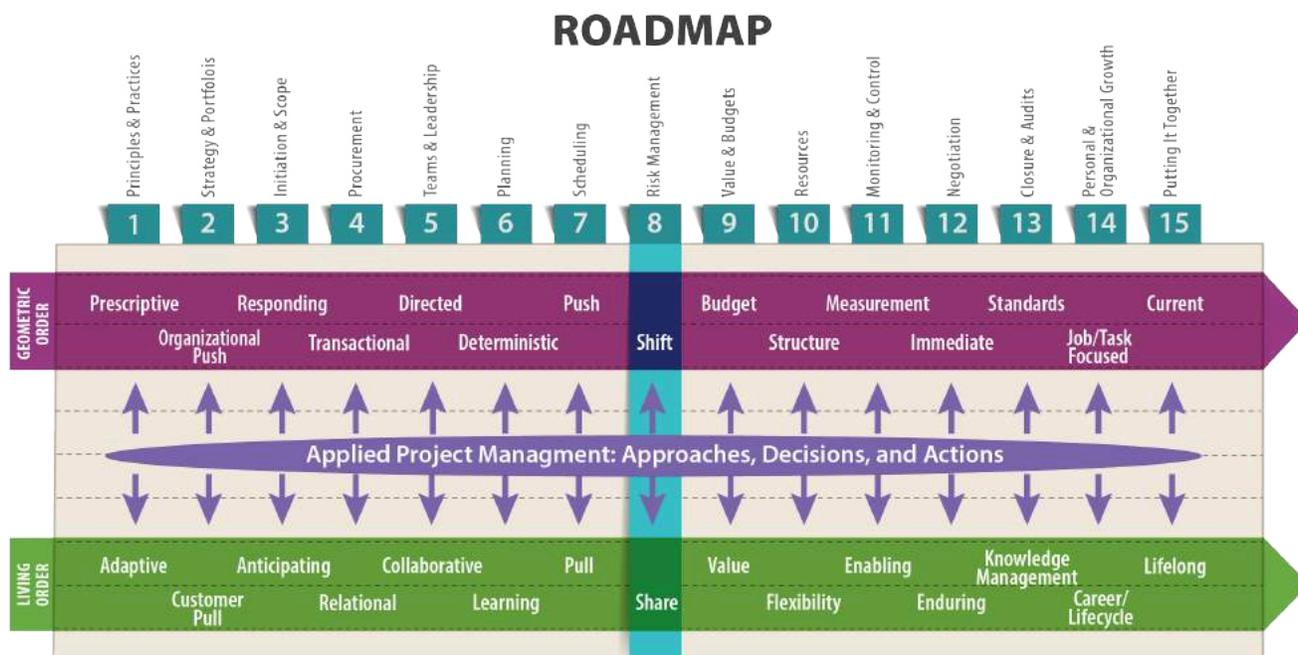 ROADMAP
Principles & Practices
Strategy & Portfolois
Initiation & Scope
Procurement
Teams & Leadership
Planning
Scheduling
Risk Management
Value & Budgets
Resources
Monitoring & Control
Negotiation
Closure & Audits
Personal &
Organizational Growth
Putting It Together
1 2 3 4 5 6 7 8 9 10 11 12 13 14 15
GEOMETRIC
ORDER
Prescriptive Responding Directed Push Budget Measurement Standards Current
Organizational
Push
Transactional Deterministic Shift Structure Immediate
Job/Task
Focused
Applied Project Managment: Approaches, Decisions, and Actions
LIVING
ORDER
Adaptive Anticipating Collaborative Pull Value Enabling
Knowledge
Management
Lifelong
Customer
Pull
Relational Learning Share Flexibility Enduring
Career/
Lifecycle